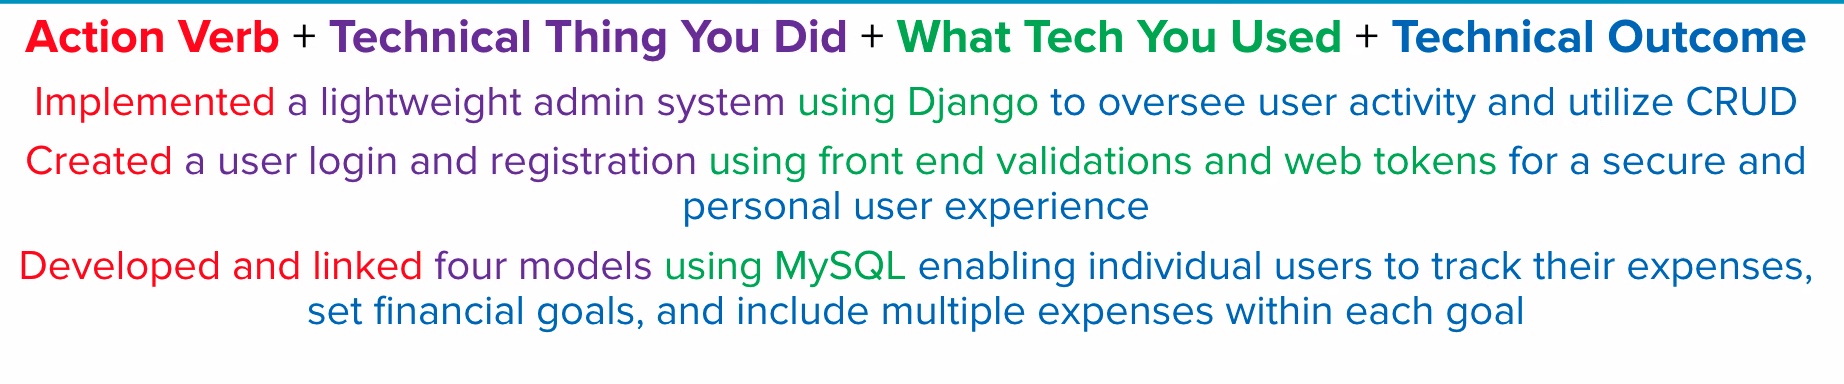 Action Verb + Technical Thing You Did + What Tech You Used + Technical Outcome
Implemented a lightweight admin system using Django to oversee user activity and utilize CRUD
Created a user login and registration using front end validations and web tokens for a secure and
personal user experience
Developed and linked four models using MySQL enabling individual users to track their expenses,
set financial goals, and include multiple expenses within each goal